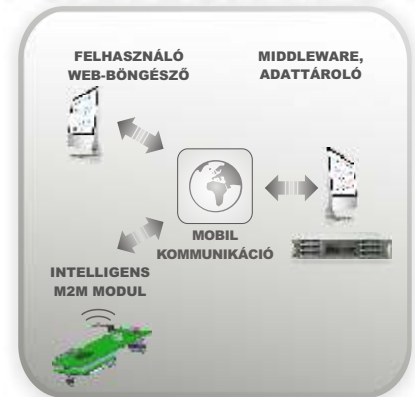 FELHASZNÁLÓ
WEB-BÖNGÉSZŐ
MIDDLEWARE,
ADATTÁROLÓ
MOBIL
KOMMUNIKÁCIÓ
INTELLIGENS
M2M MODUL